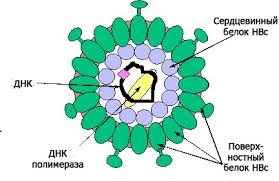 Сердцевинный
белок HBc
ДНК
ДНК
полимераза
Поверх-
ностный
белок HBс